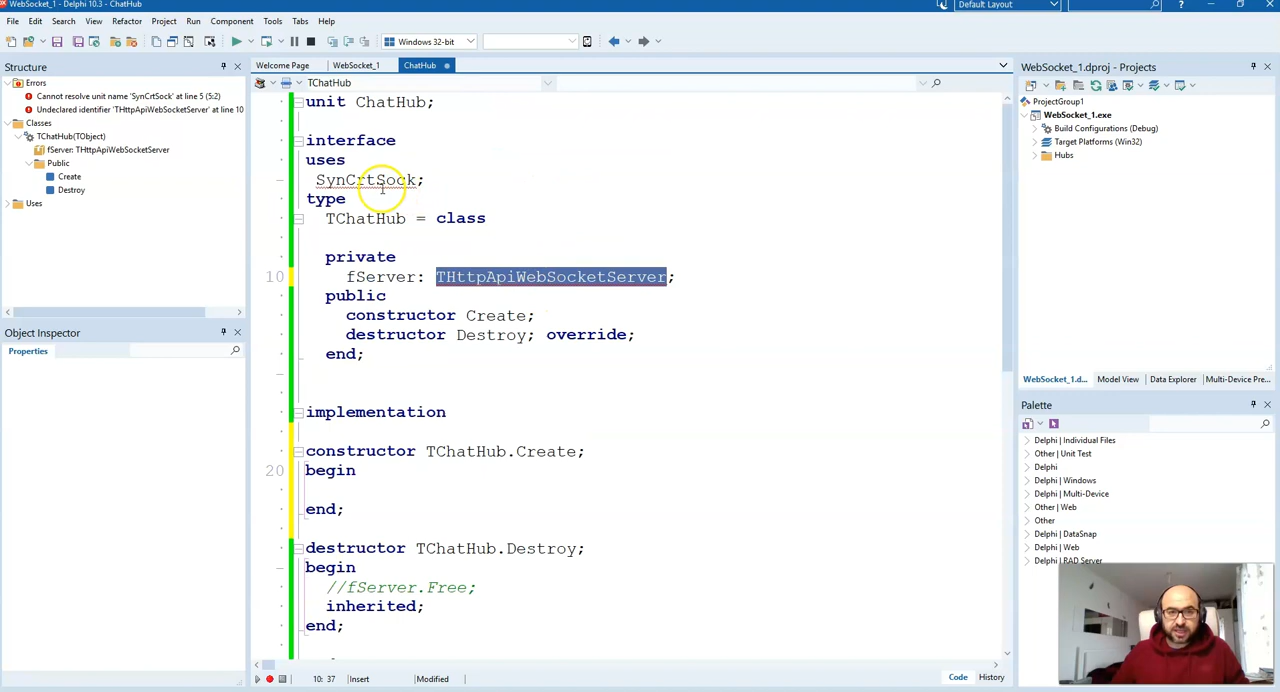 WebSocket_1 - Delphi 10.3 - ChatHub
Default Layout
File Edit Search View Refactor Project Run Component Tools Tabs Help
Windows 32-bit
Structure
Errors
Cannot resolve unit name 'SynCrtSock' at line 5 (5:2)
Undeclared identifier 'THttpApiWebSocketServer' at line 10
Classes
TChatHub(TObject)
fServer: THttpApiWebSocketServer
Public
Create
Destroy
Uses
Object Inspector
Properties
Welcome Page WebSocket_1 ChatHub
TChatHub
unit ChatHub;
interface
uses
SynCrtSock;
type
TChatHub = class
private
10 fServer: THttpApiWebSocketServer;
public
constructor Create;
destructor Destroy; override;
end;
implementation
constructor TChatHub.Create;
20 begin
end;
destructor TChatHub.Destroy;
begin
//fServer.Free;
inherited;
end;
10: 37 Insert Modified Code History
WebSocket_1.dproj - Projects
ProjectGroup1
WebSocket_1.exe
Build Configurations (Debug)
Target Platforms (Win32)
Hubs
WebSocket_1.d... Model View Data Explorer Multi-Device Pre...
Palette
Delphi | Individual Files
Other | Unit Test
Delphi
Delphi | Windows
Delphi | Multi-Device
Other | Web
Other
Delphi | DataSnap
Delphi | Web
Delphi | RAD Server